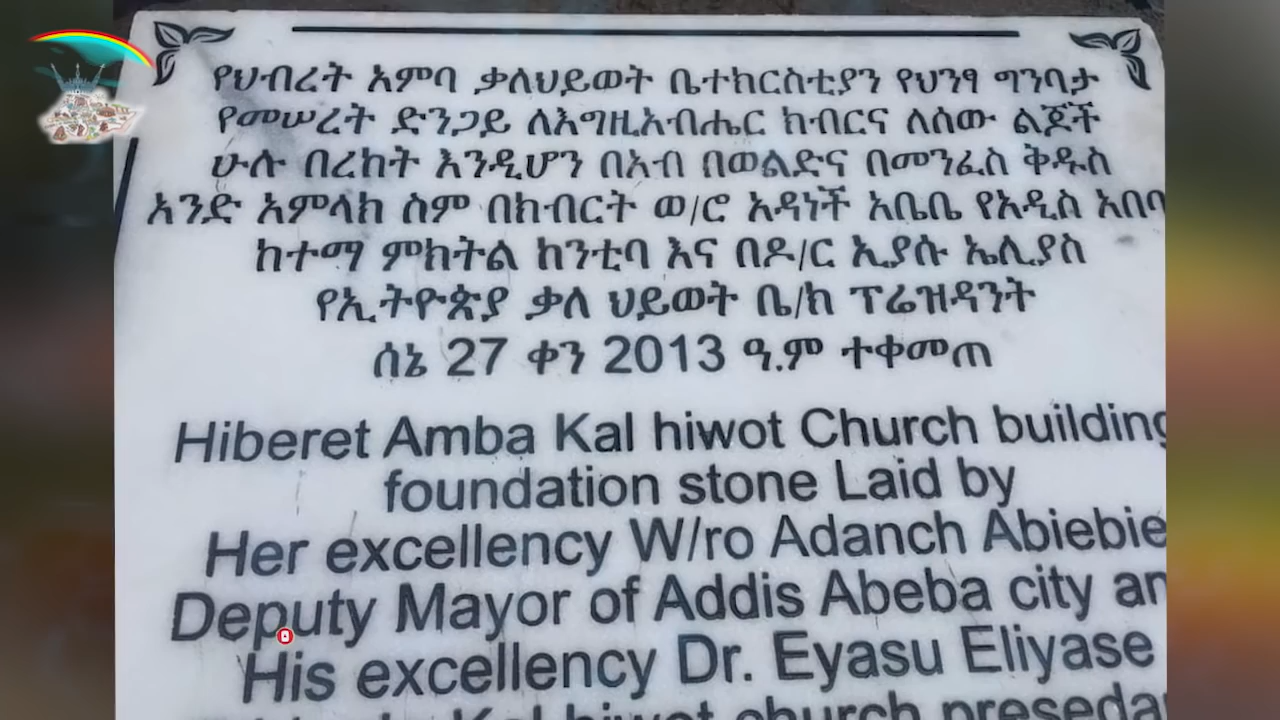 የህብረት አምባ ቃለህይወት ቤተክርስቲያን የህንፃ ግንባታ
የመሠረት ድንጋይ ለእግዚአብሔር ክብርና ለሰው ልጆች
ሁሉ በረከት እንዲሆን በአብ በወልድና በመንፈስ ቅዱስ
አንድ አምላክ ስም በክብርት ወ/ሮ አዳነች አቤቤ የአዲስ
ከተማ ምክትል ከንቲባ እና በዶ/ር ኢያሱ ኤሊያስ
የኢትዮጵያ ቃለ ህይወት ቤ/ክ ፕሬዝዳንት
ሰኔ 27 ቀን 2013 ዓ.ም ተቀመጠ
Hiberet Amba Kal hiwot Church building
foundation stone Laid by
Her excellency W/ro Adanch Abiebie
Deputy Mayor of Addis Abeba city
His excellency Dr. Eyasu Eliyase
Kal hiwot church